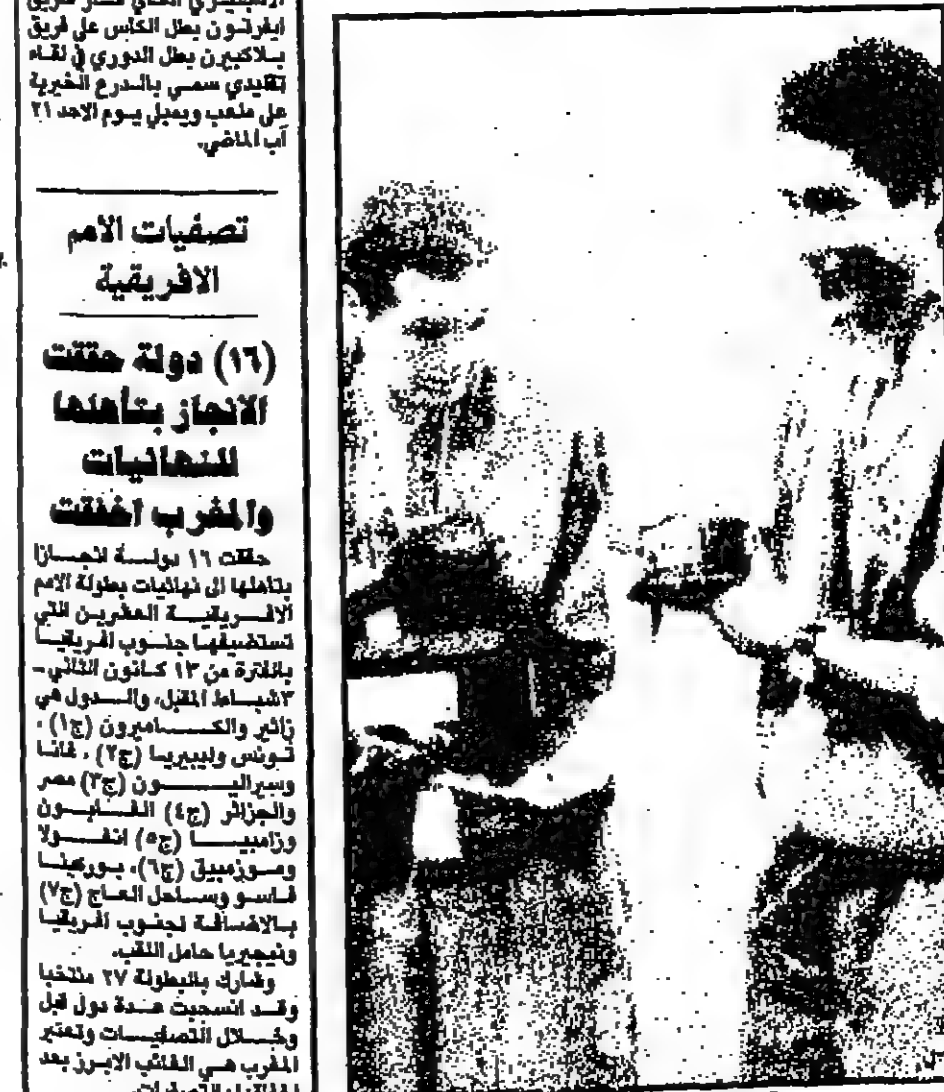 ايفرتون بطل الكاس على فريق
بلاكبيرن بطل الدوري في لقاء
تقليدي سمي بالدرع الخيرية
على ملعب ويمبلي يوم الاحد ٢١
آب الماضي.
تصفيات الامم
الافريقية
(١٦) دولة حققت
الانجاز بتأهلها
للنهائيات
والمغرب اخفقت
حققت ١٦ دولة انجازا
بتأهلها الى نهائيات بطولة الامم
الافريقية العشرين التي
تستضيفها جنوب افريقيا
بالفترة من ١٣ كانون الثاني -
٣ شباط المقبل، والدول هي
زائير والكاميرون (ج١) ،
تونس وليبيريا (ج٢) ، غانا
وسيراليون (ج٣) مصر
والجزائر (ج٤) الغابون
وزامبيا (ج٥) انغولا
وموزمبيق (ج٦)، بوركينا
فاسو وساحل العاج (ج٧)
بالاضافة لجنوب افريقيا
ونيجيريا حامل اللقب.
وشارك بالبطولة ٢٧ منتخبا
وقد انسحبت عدة دول قبل
وخلال التصفيات وتعتبر
المغرب هي الغائب الابرز بعد